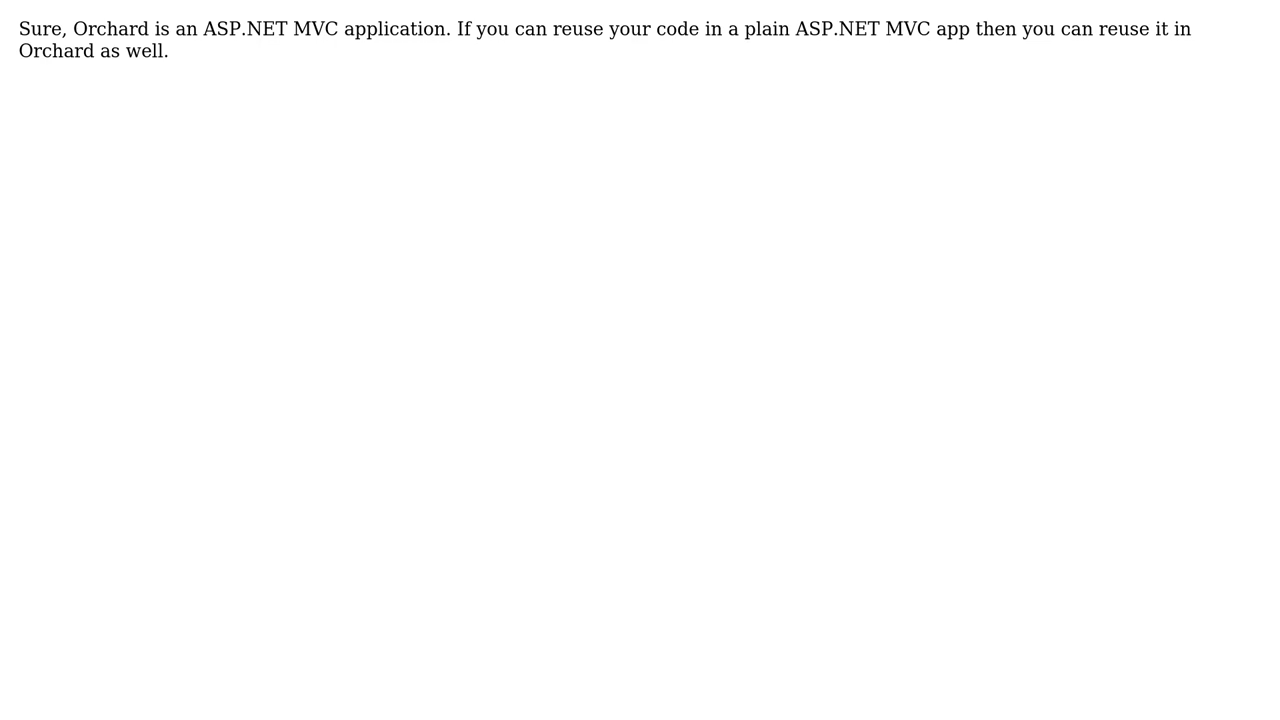 Sure, Orchard is an ASP.NET MVC application. If you can reuse your code in a plain ASP.NET MVC app then you can reuse it in
Orchard as well.